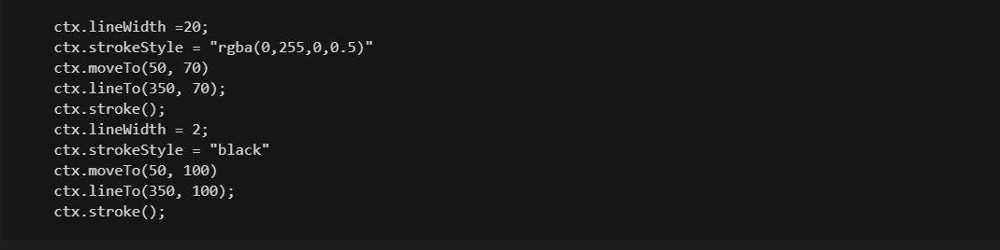 ctx.lineWidth =20;
ctx.strokeStyle = "rgba(0,255,0,0.5)"
ctx.moveTo(50, 70)
ctx.lineTo(350, 70);
ctx.stroke();
ctx.lineWidth = 2;
ctx.strokeStyle = "black"
ctx.moveTo(50, 100)
ctx.lineTo(350, 100);
ctx.stroke();